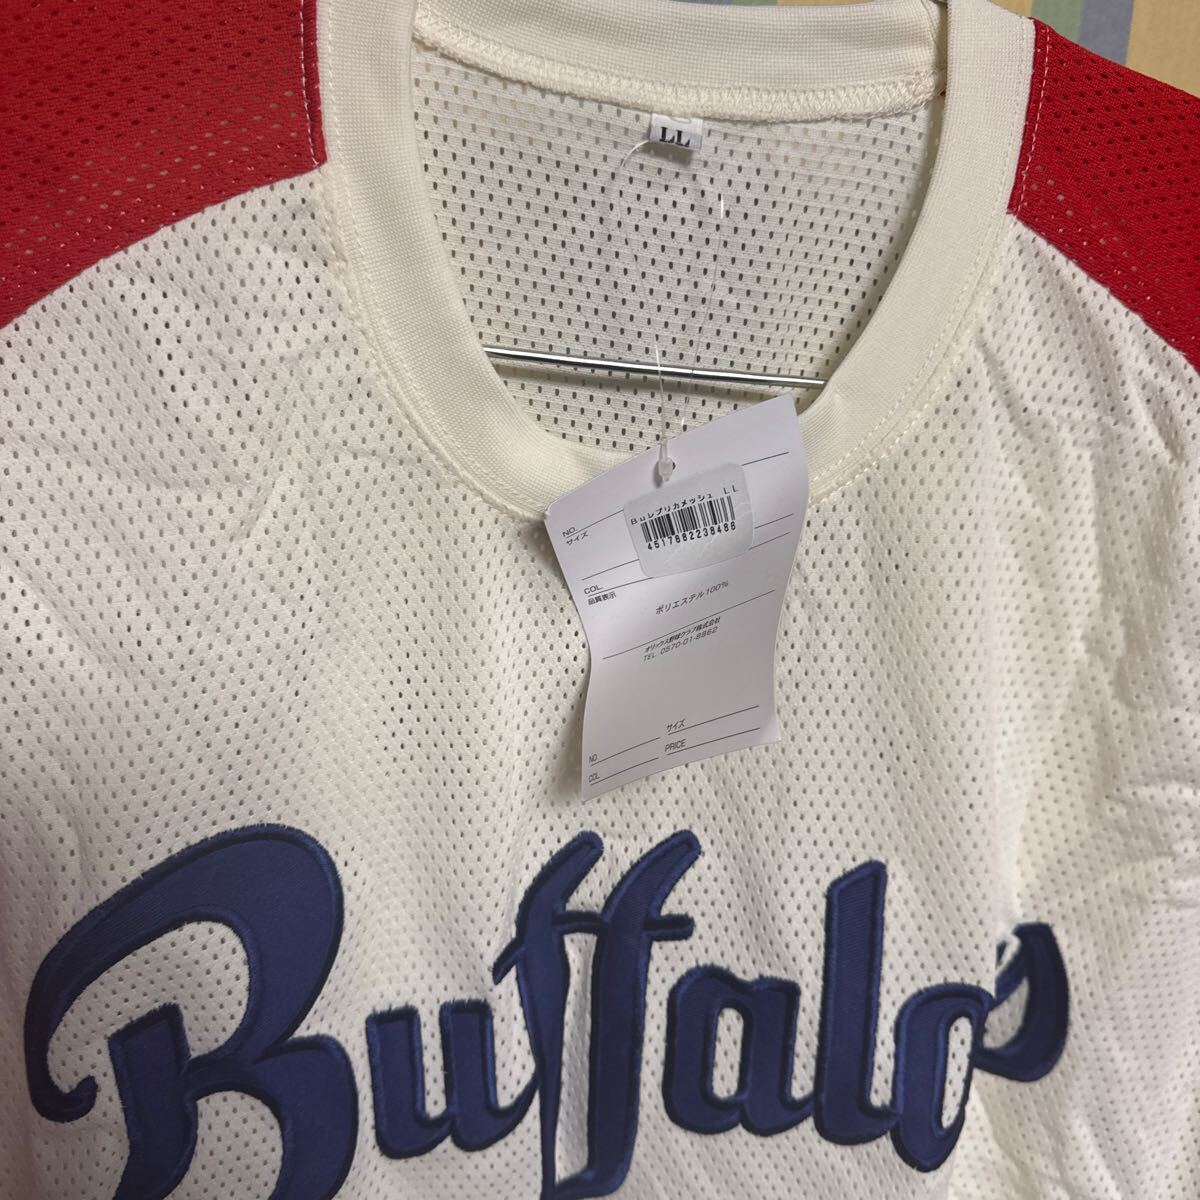 LL
Buレプリカメッシュ LL
4517662238486
NO.
サイズ
COL.
品質表示
ポリエステル100%
オリックス野球クラブ株式会社
TEL. 0570-01-8862
NO
サイズ
COL
PRICE
Buffalos